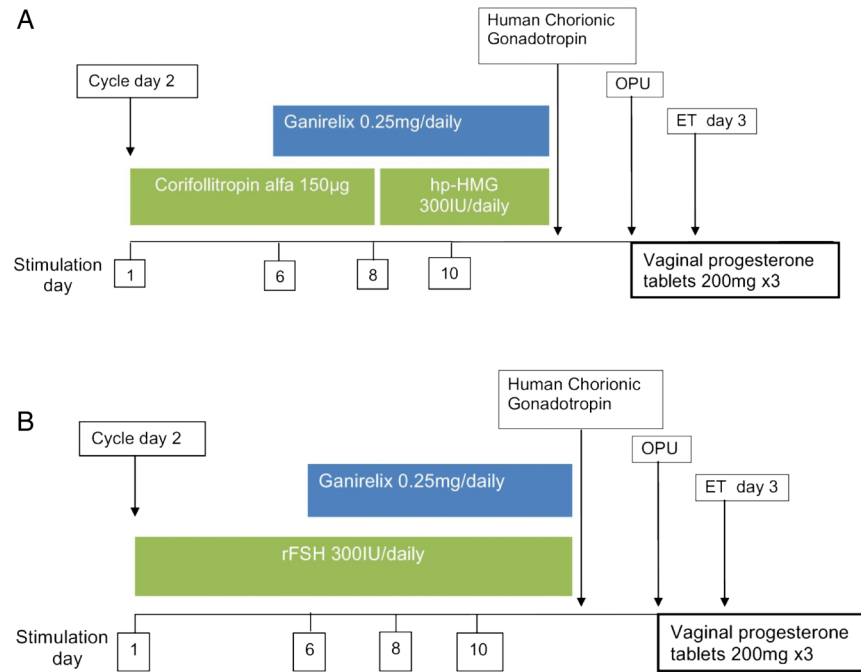 A
Human Chorionic
Gonadotropin
Cycle day 2
OPU
Ganirelix 0.25mg/daily
ET day 3
Corifollitropin alfa 150µg
hp-HMG
300IU/daily
Stimulation
day
1
6
8
10
Vaginal progesterone
tablets 200mg x3
B
Human Chorionic
Gonadotropin
Cycle day 2
OPU
Ganirelix 0.25mg/daily
ET day 3
rFSH 300IU/daily
Stimulation
day
1
6
8
10
Vaginal progesterone
tablets 200mg x3